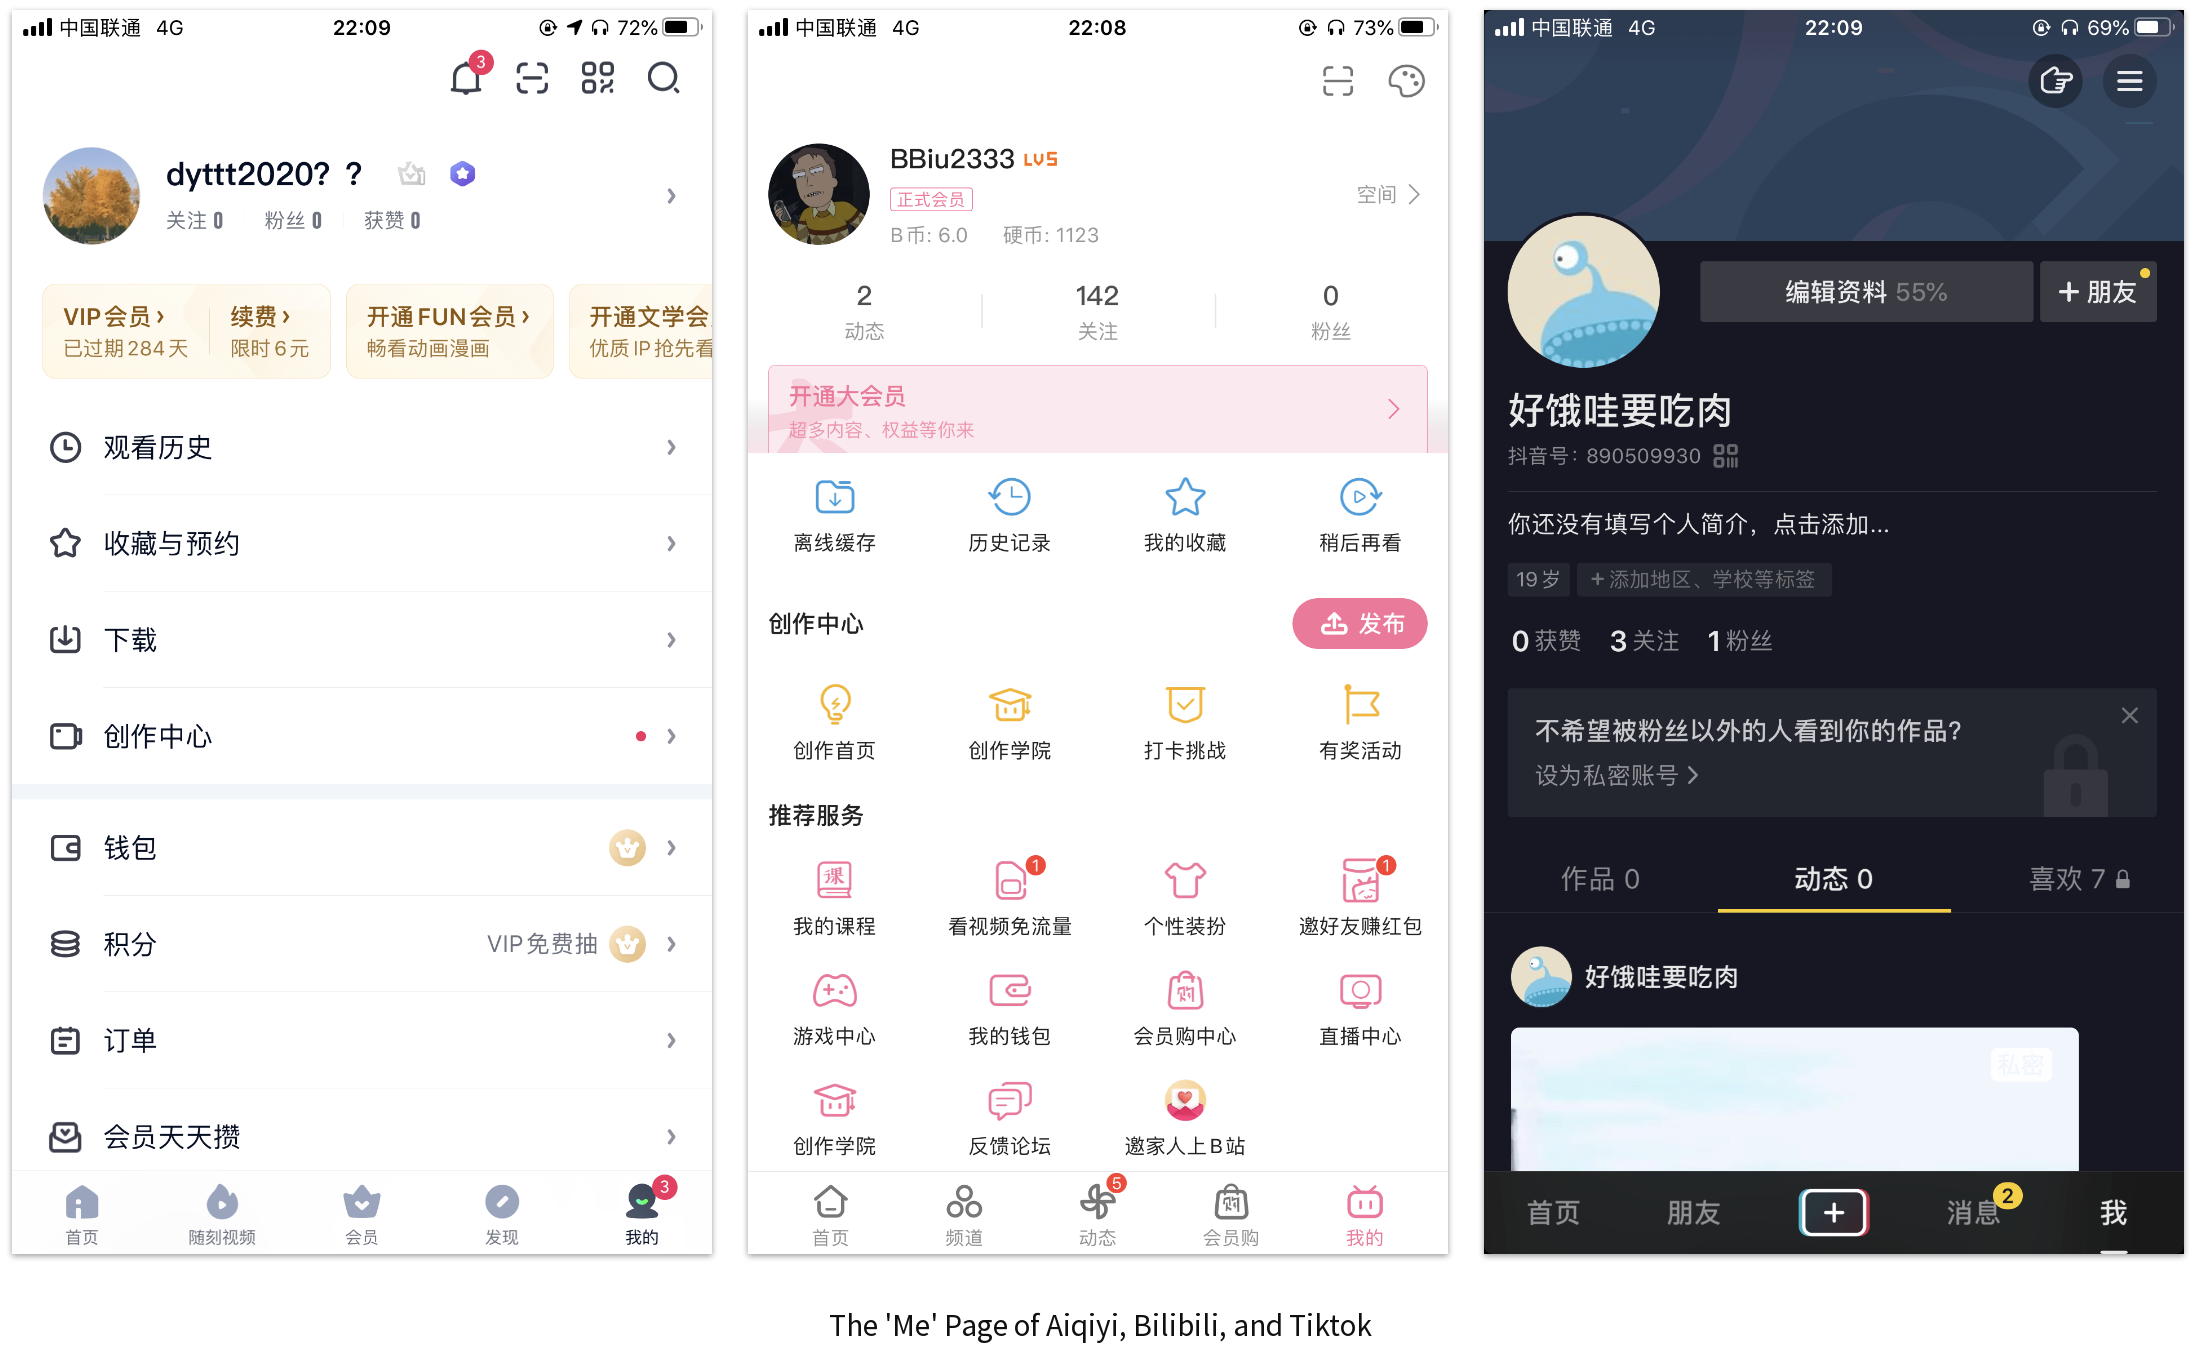 中国联通 4G 22:09 72%
3
dyttt2020? ?
关注 0 粉丝 0 获赞 0
VIP会员› 续费›
已过期284天 限时6元
开通FUN会员›
畅看动画漫画
开通文学会
优质IP抢先看
观看历史
收藏与预约
下载
创作中心
钱包
积分 VIP免费抽
订单
会员天天攒
3
首页 随刻视频 会员 发现 我的
中国联通 4G 22:08 73%
BBiu2333 LV5
正式会员
空间
B币: 6.0 硬币: 1123
2 142 0
动态 关注 粉丝
开通大会员
超多内容、权益等你来
离线缓存 历史记录 我的收藏 稍后再看
创作中心 发布
创作首页 创作学院 打卡挑战 有奖活动
推荐服务
课 1 1
我的课程 看视频免流量 个性装扮 邀好友赚红包
购
游戏中心 我的钱包 会员购中心 直播中心
创作学院 反馈论坛 邀家人上B站
5
购
首页 频道 动态 会员购 我的
中国联通 4G 22:09 69%
编辑资料 55% + 朋友
好饿哇要吃肉
抖音号: 890509930
你还没有填写个人简介，点击添加...
19岁 +添加地区、学校等标签
0 获赞 3 关注 1 粉丝
不希望被粉丝以外的人看到你的作品?
设为私密账号
作品 0 动态 0 喜欢 7
好饿哇要吃肉
私密
首页 朋友 + 消息 2 我
The 'Me' Page of Aiqiyi, Bilibili, and Tiktok